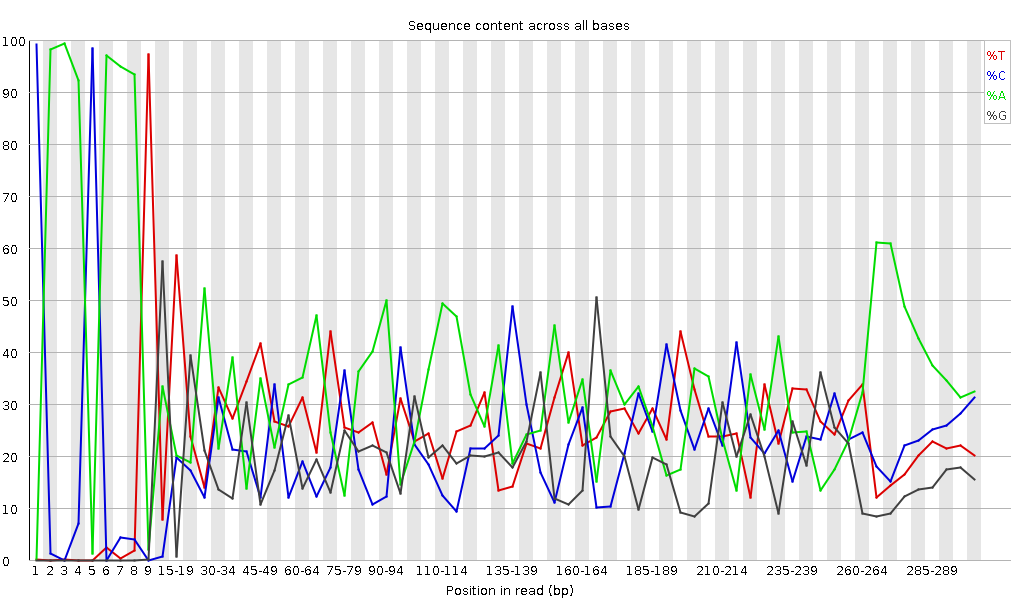 Sequence content across all bases
100
90
80
70
60
50
40
30
20
10
0
%T
%C
%A
%G
1 2 3 4 5 6 7 8 9 15-19 30-34 45-49 60-64 75-79 90-94 110-114 135-139 160-164 185-189 210-214 235-239 260-264 285-289
Position in read (bp)